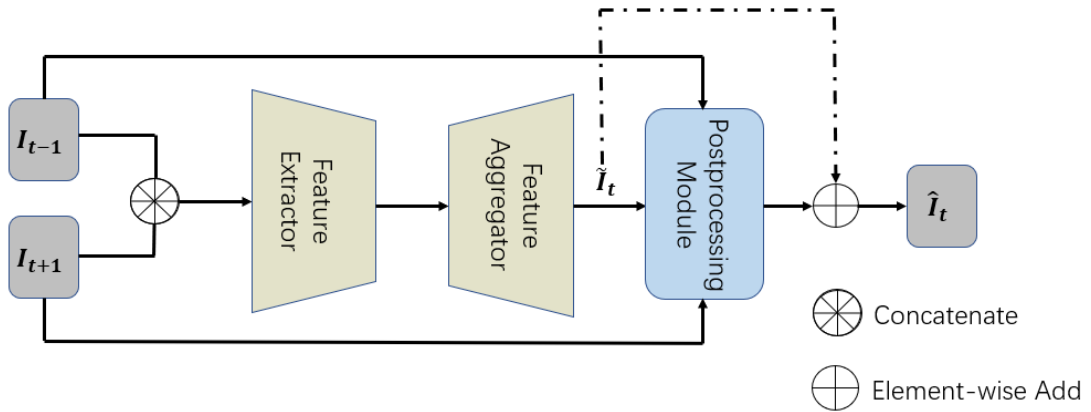 I_{t-1}
I_{t+1}
Feature
Extractor
Feature
Aggregator
Ĩ_t
Postprocessing
Module
Î_t
Concatenate
Element-wise Add